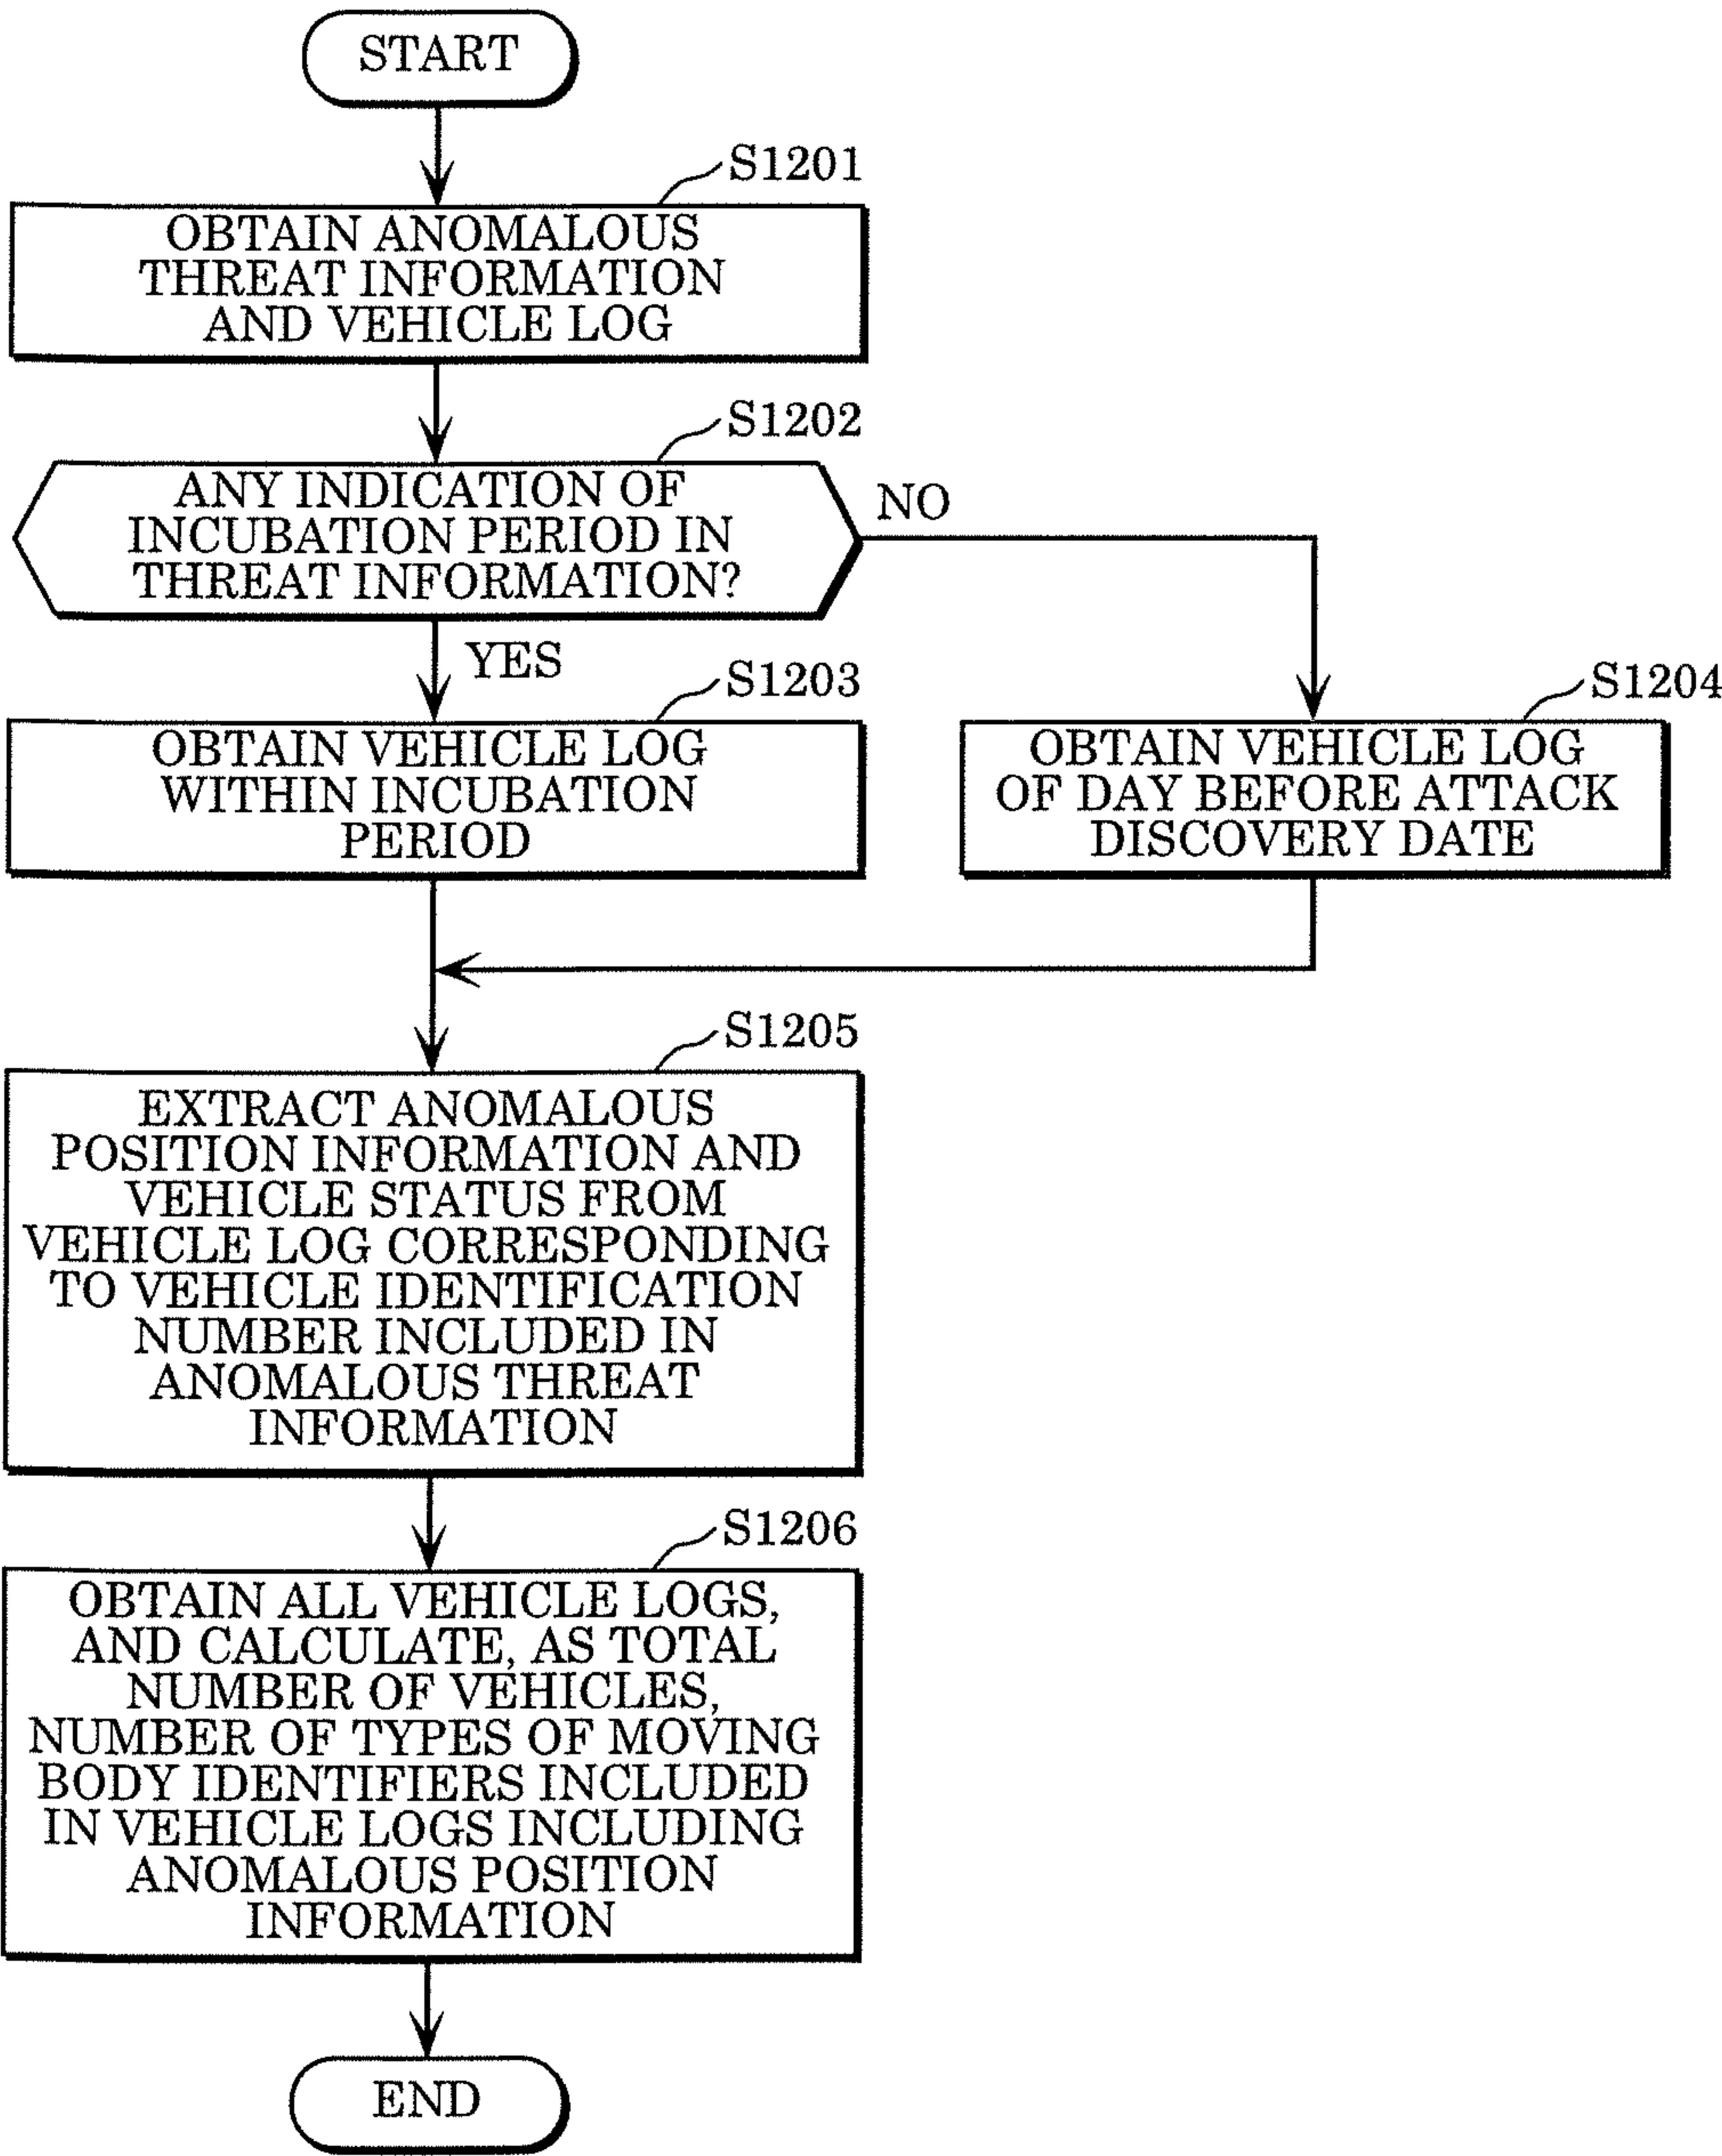 START
S1201
OBTAIN ANOMALOUS
THREAT INFORMATION
AND VEHICLE LOG
S1202
ANY INDICATION OF
INCUBATION PERIOD IN
THREAT INFORMATION?
NO
YES
S1203
OBTAIN VEHICLE LOG
WITHIN INCUBATION
PERIOD
S1204
OBTAIN VEHICLE LOG
OF DAY BEFORE ATTACK
DISCOVERY DATE
S1205
EXTRACT ANOMALOUS
POSITION INFORMATION AND
VEHICLE STATUS FROM
VEHICLE LOG CORRESPONDING
TO VEHICLE IDENTIFICATION
NUMBER INCLUDED IN
ANOMALOUS THREAT
INFORMATION
S1206
OBTAIN ALL VEHICLE LOGS,
AND CALCULATE, AS TOTAL
NUMBER OF VEHICLES,
NUMBER OF TYPES OF MOVING
BODY IDENTIFIERS INCLUDED
IN VEHICLE LOGS INCLUDING
ANOMALOUS POSITION
INFORMATION
END